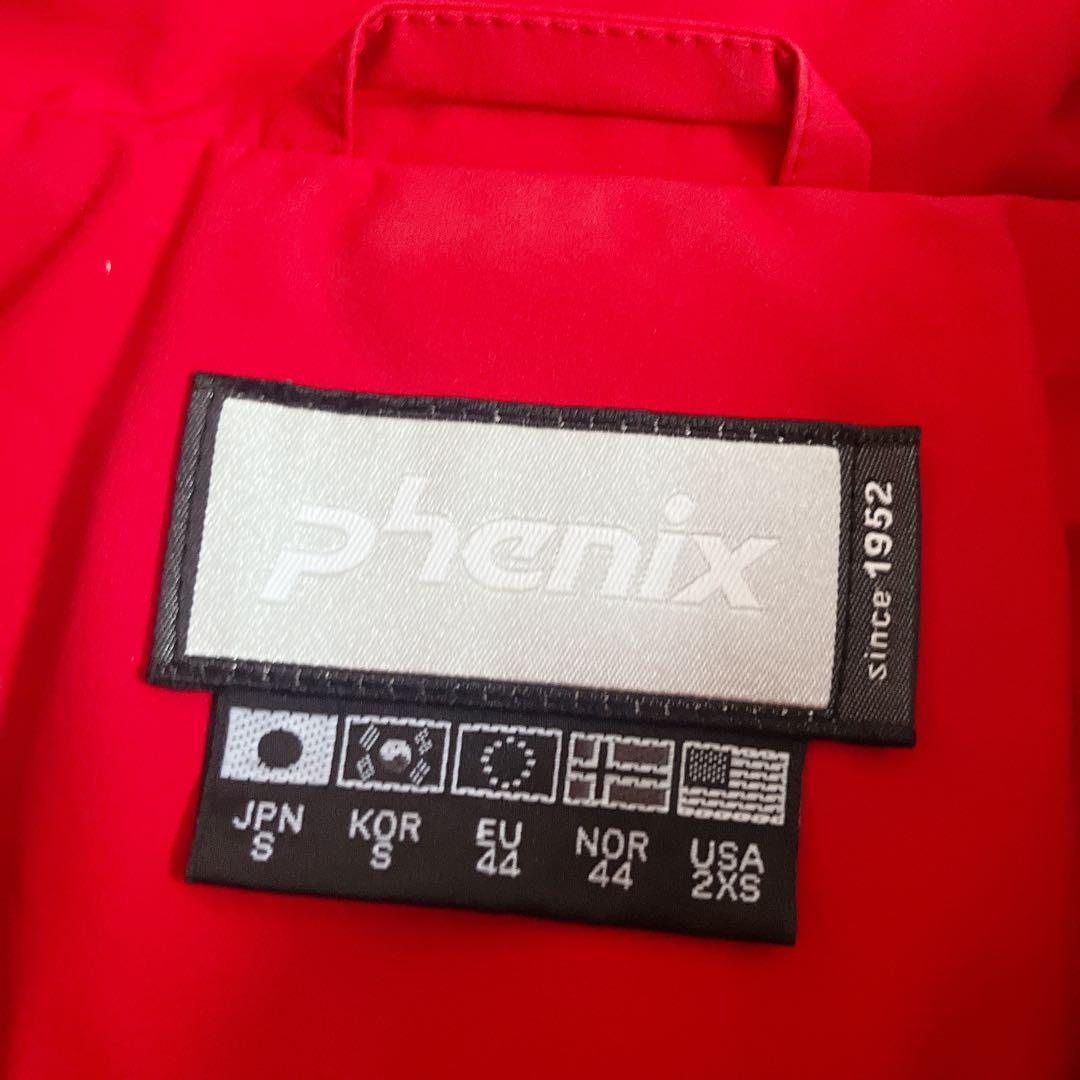 Phenix
since 1952
JPN KOR EU NOR USA
S S 44 44 2XS